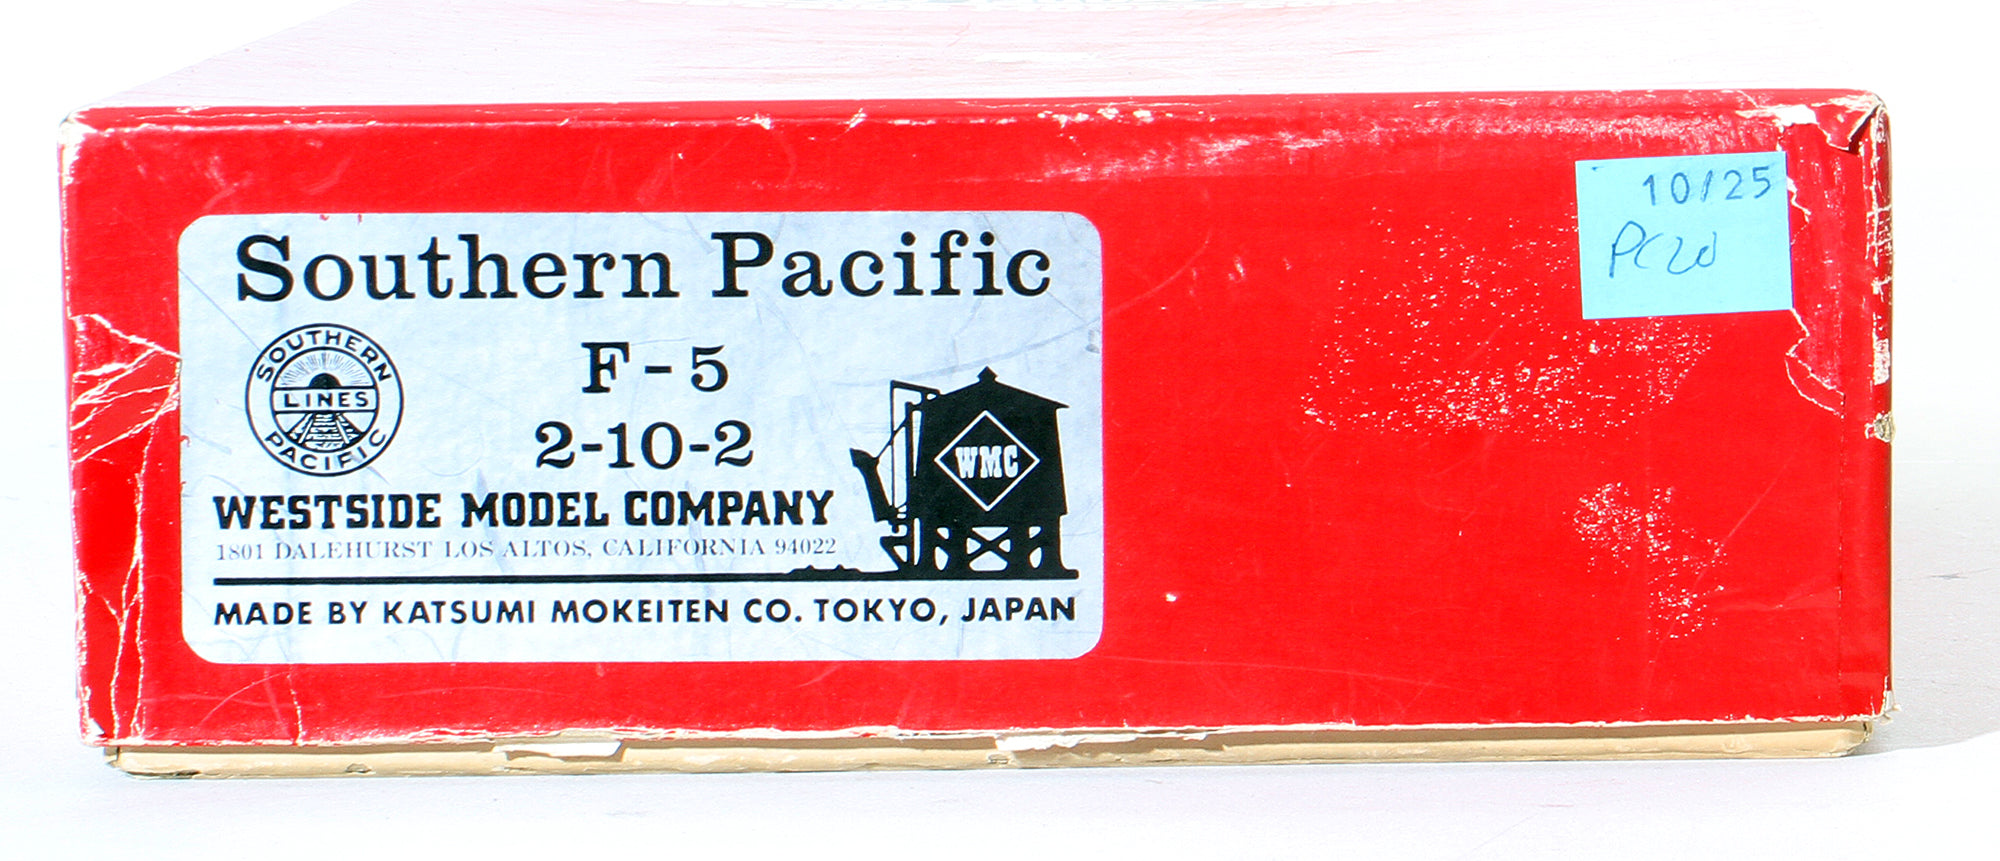 Southern Pacific
SOUTHERN
LINES
PACIFIC
F-5
2-10-2
WMC
WESTSIDE MODEL COMPANY
1801 DALEHURST LOS ALTOS, CALIFORNIA 94022
MADE BY KATSUMI MOKEITEN CO. TOKYO, JAPAN
10/25